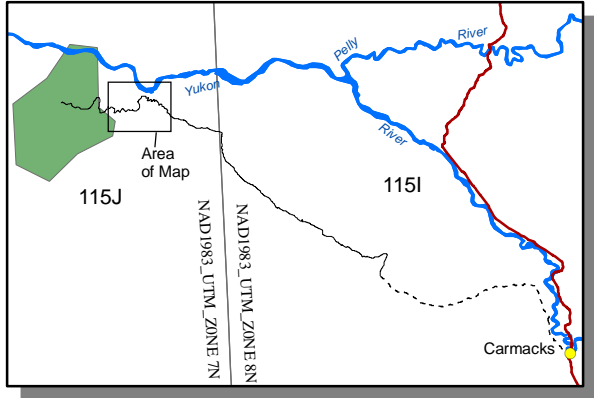 River
Pelly
Yukon
River
Area
of Map
115J
115I
NAD1983_UTM_ZONE 7N
NAD1983_UTM_ZONE 8N
Carmacks